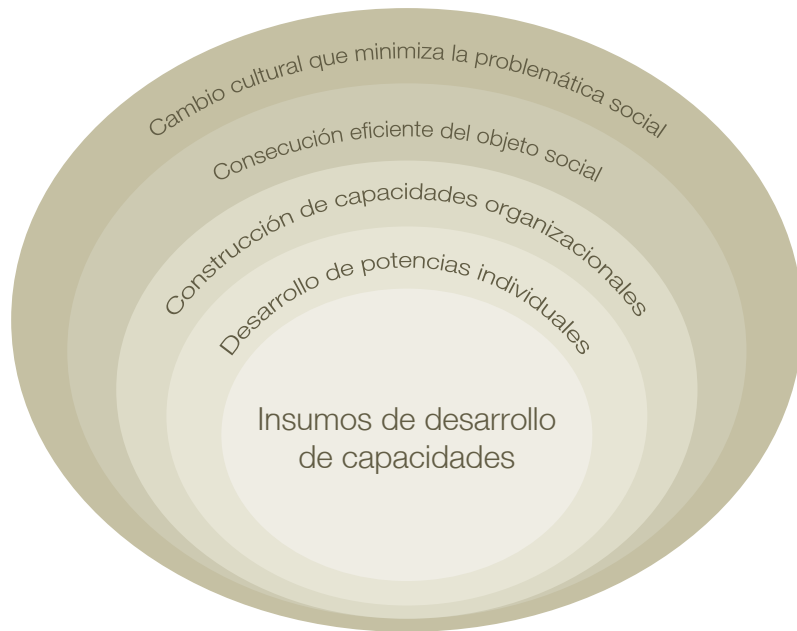 Cambio cultural que minimiza la problemática social
Consecución eficiente del objeto social
Construcción de capacidades organizacionales
Desarrollo de potencias individuales
Insumos de desarrollo
de capacidades